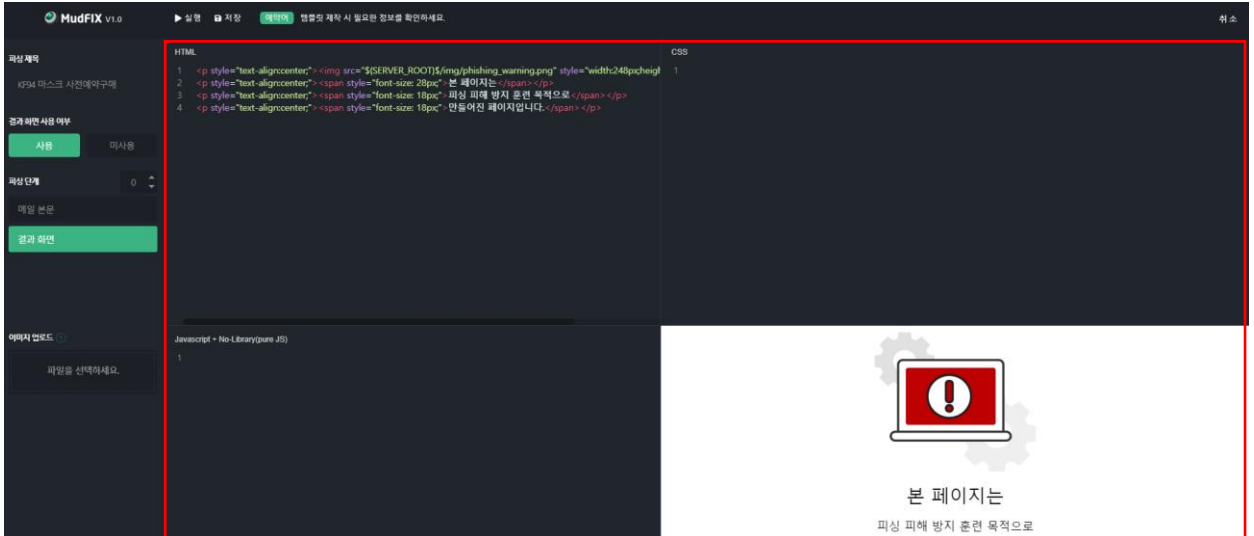 MudFIX V1.0
▶ 실행
저장
예약어
템플릿 제작 시 필요한 정보를 확인하세요.
취소
피싱 제목
KF94 마스크 사전예약구매
결과 화면 사용 여부
사용
미사용
피싱 단계
0
메일 본문
결과 화면
이미지 업로드
파일을 선택하세요.
HTML
1 <p style="text-align:center;"><img src="$(SERVER_ROOT)$/img/phishing_warning.png" style="width:248px;heigh
2 <p style="text-align:center;"><span style="font-size: 28px;">본 페이지는</span></p>
3 <p style="text-align:center;"><span style="font-size: 18px;">피싱 피해 방지 훈련 목적으로</span></p>
4 <p style="text-align:center;"><span style="font-size: 18px;">만들어진 페이지입니다.</span></p>
CSS
1
Javascript + No-Library(pure JS)
1
본 페이지는
피싱 피해 방지 훈련 목적으로